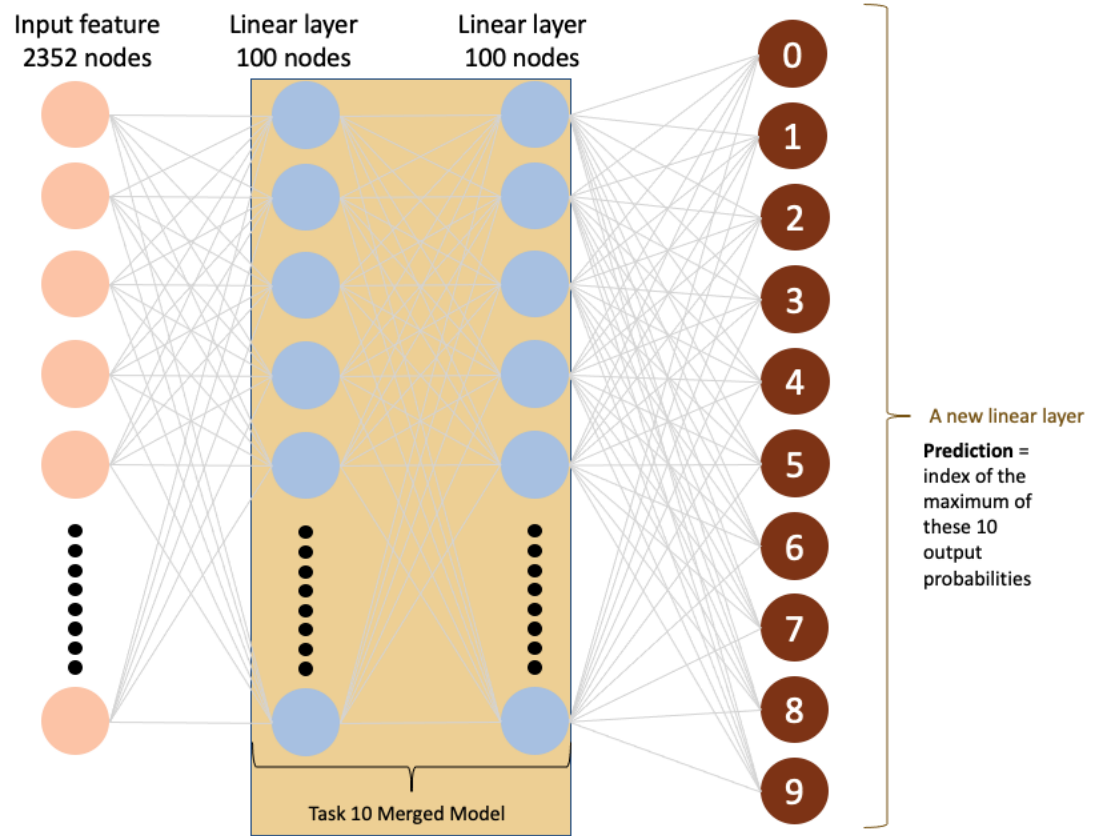 Input feature
2352 nodes
Linear layer
100 nodes
Linear layer
100 nodes
0
1
2
3
4
5
6
7
8
9
A new linear layer
Prediction =
index of the
maximum of
these 10
output
probabilities
Task 10 Merged Model